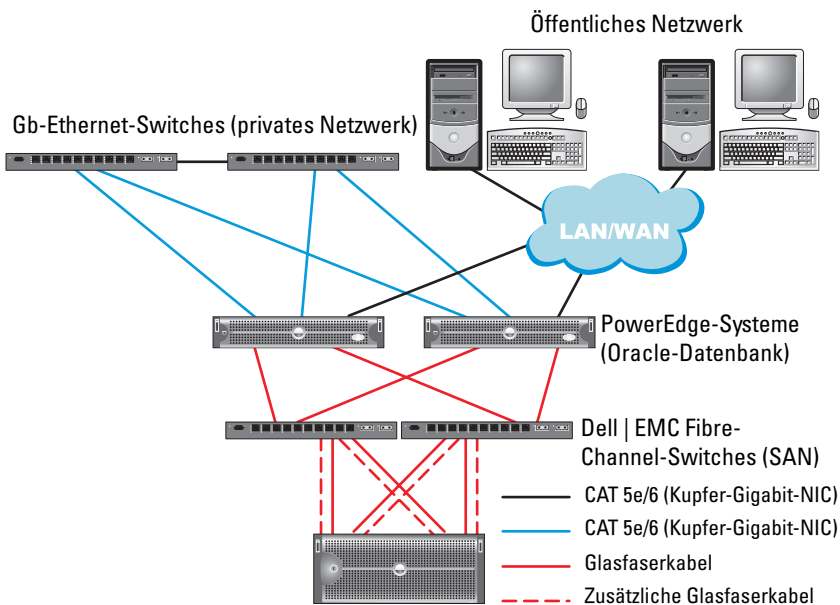 Öffentliches Netzwerk
Gb-Ethernet-Switches (privates Netzwerk)
LAN/WAN
PowerEdge-Systeme
(Oracle-Datenbank)
Dell | EMC Fibre-
Channel-Switches (SAN)
CAT 5e/6 (Kupfer-Gigabit-NIC)
CAT 5e/6 (Kupfer-Gigabit-NIC)
Glasfaserkabel
Zusätzliche Glasfaserkabel